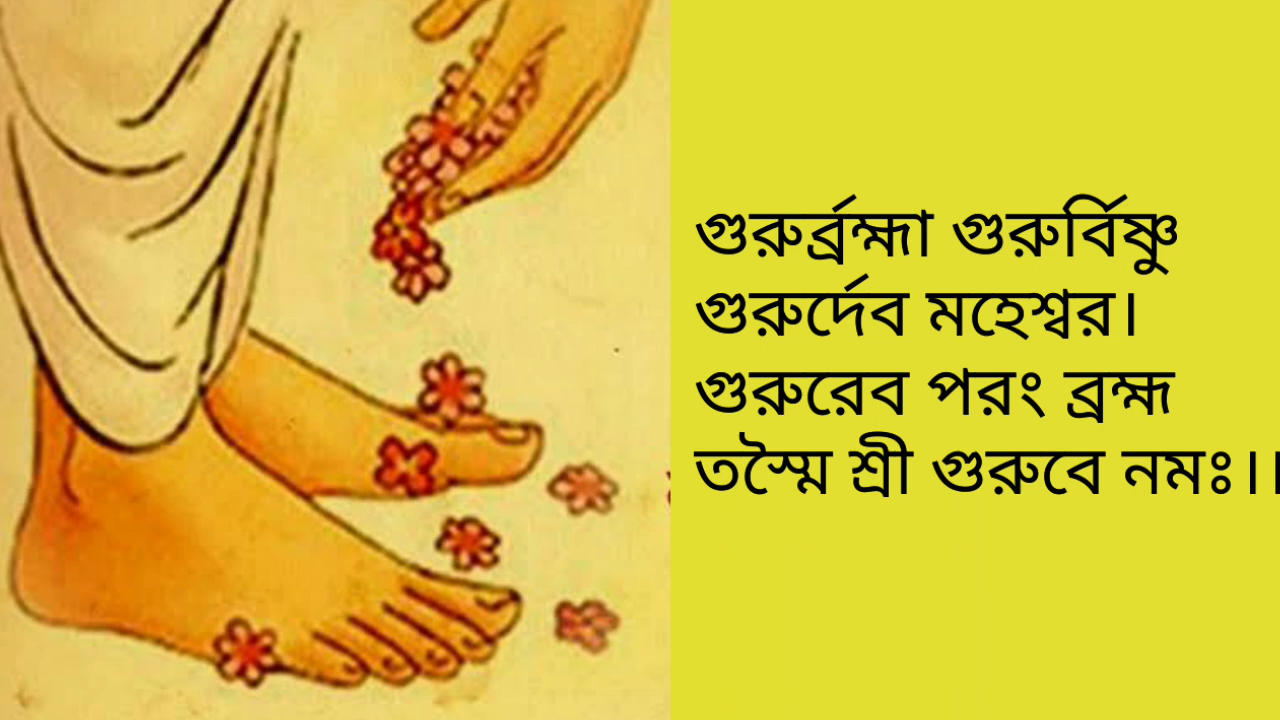 গুরুর্ব্রহ্মা গুরুর্বিষ্ণু
গুরুর্দেব মহেশ্বর।
গুরুরেব পরং ব্রহ্ম
তস্মৈ শ্রী গুরুবে নমঃ।।